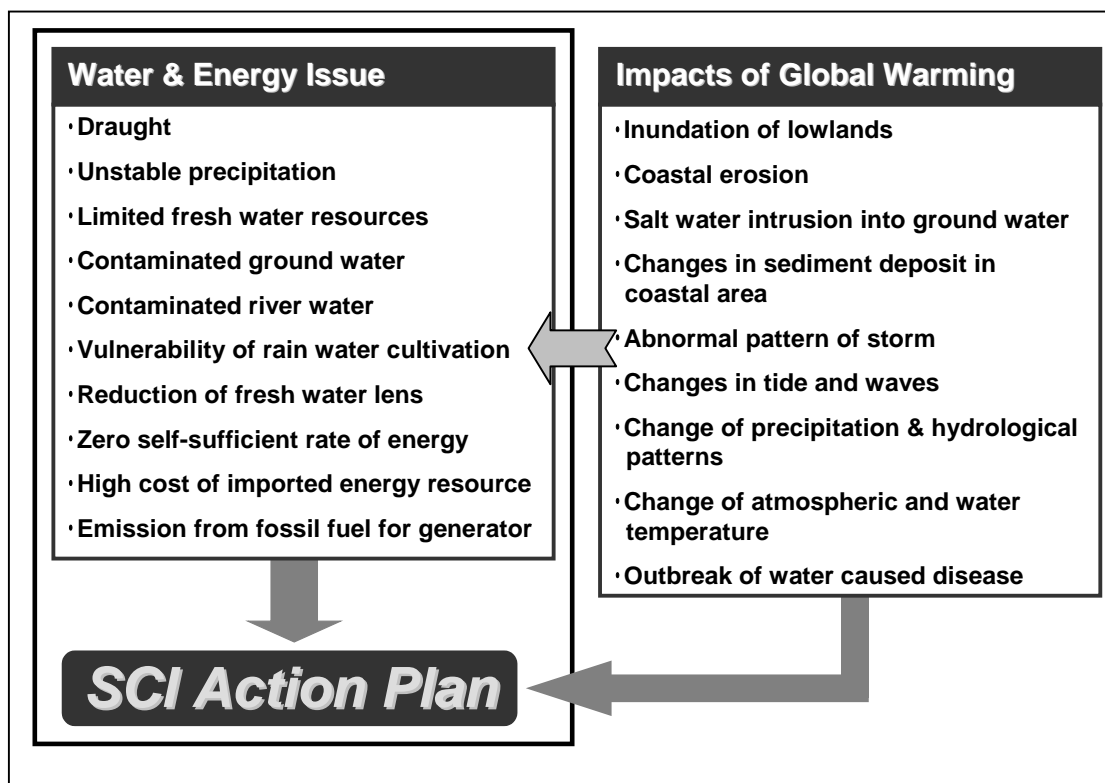 Water & Energy Issue
・Draught
・Unstable precipitation
・Limited fresh water resources
・Contaminated ground water
・Contaminated river water
・Vulnerability of rain water cultivation
・Reduction of fresh water lens
・Zero self-sufficient rate of energy
・High cost of imported energy resource
・Emission from fossil fuel for generator
SCI Action Plan
Impacts of Global Warming
・Inundation of lowlands
・Coastal erosion
・Salt water intrusion into ground water
・Changes in sediment deposit in
coastal area
・Abnormal pattern of storm
・Changes in tide and waves
・Change of precipitation & hydrological
patterns
・Change of atmospheric and water
temperature
・Outbreak of water caused disease